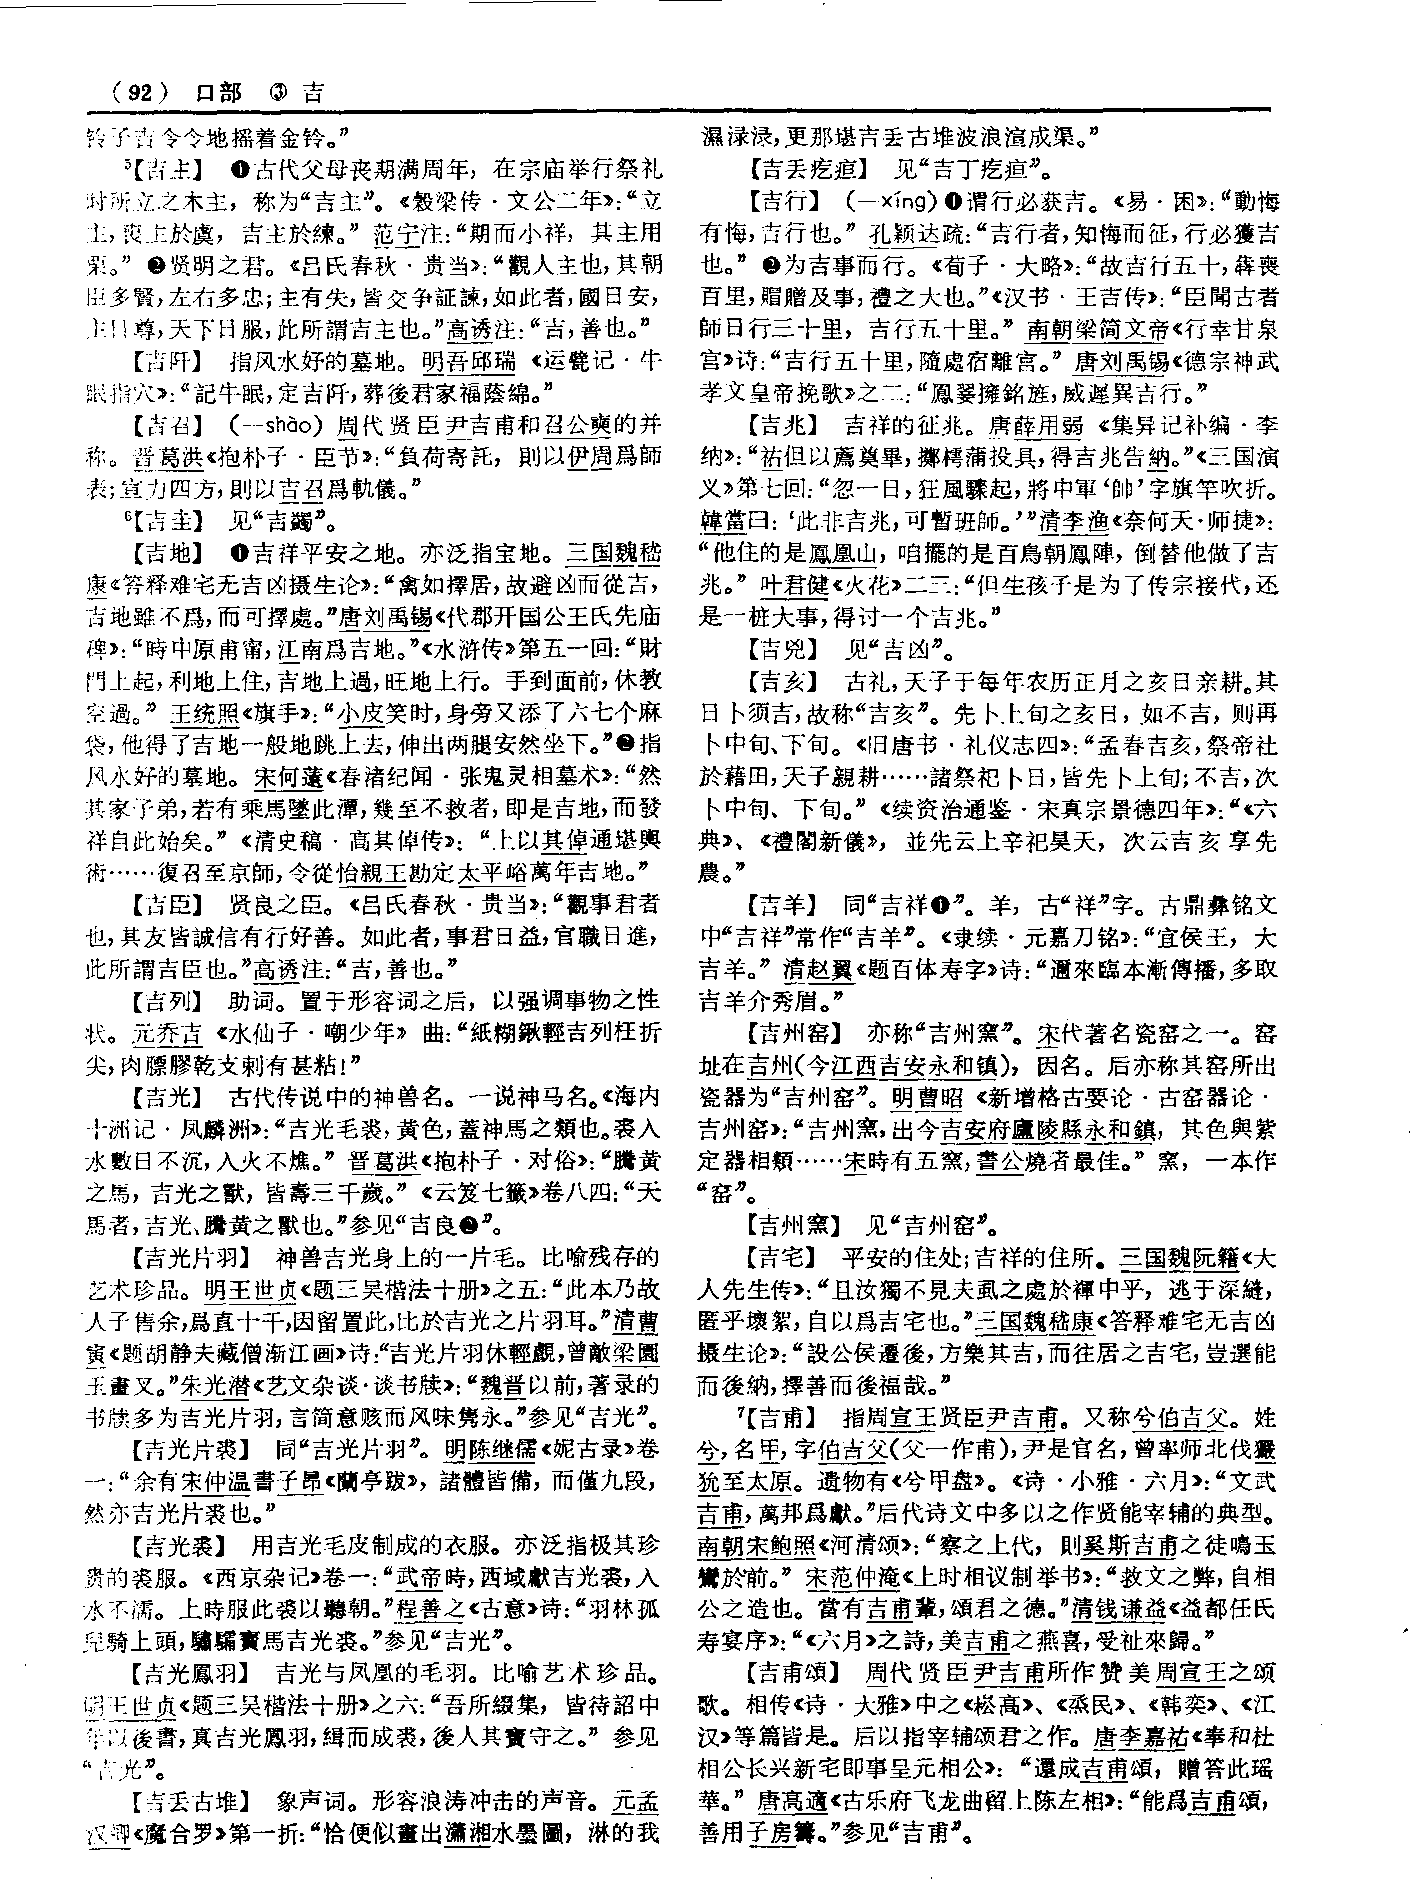 （92） 口部 ③ 吉
铃子吉令令地摇着金铃。”
5【吉主】 ❶古代父母丧期满周年，在宗庙举行祭礼
时所立之木主，称为“吉主”。《穀梁传·文公二年》：“立
主，喪主於虞，吉主於練。” 范宁注：“期而小祥，其主用
栗。” ❷贤明之君。《吕氏春秋·贵当》：“觀人主也，其朝
臣多賢，左右多忠；主有失，皆交争証諫，如此者，國日安，
主日尊，天下日服，此所謂吉主也。”高诱注：“吉，善也。”
【吉阡】 指风水好的墓地。明吾邱瑞《运甓记·牛
眠指穴》：“記牛眠，定吉阡，葬後君家福蔭綿。”
【吉召】 （—shào）周代贤臣尹吉甫和召公奭的并
称。晋葛洪《抱朴子·臣节》：“負荷寄託，則以伊周爲師
表；宣力四方，則以吉召爲軌儀。”
6【吉圭】 见“吉蠲”。
【吉地】 ❶吉祥平安之地。亦泛指宝地。三国魏嵇
康《答释难宅无吉凶摄生论》：“禽如擇居，故避凶而從吉，
吉地雖不爲，而可擇處。”唐刘禹锡《代郡开国公王氏先庙
碑》：“時中原甫甯，江南爲吉地。”《水浒传》第五一回：“財
門上起，利地上住，吉地上過，旺地上行。手到面前，休教
空過。” 王统照《旗手》：“小皮笑时，身旁又添了六七个麻
袋，他得了吉地一般地跳上去，伸出两腿安然坐下。”❷指
风水好的墓地。宋何薳《春渚纪闻·张鬼灵相墓术》：“然
其家子弟，若有乘馬墜此潭，幾至不救者，即是吉地，而發
祥自此始矣。”《清史稿·高其倬传》：“上以其倬通堪輿
術……復召至京師，令從怡親王勘定太平峪萬年吉地。”
【吉臣】 贤良之臣。《吕氏春秋·贵当》：“觀事君者
也，其友皆誠信有行好善。如此者，事君日益，官職日進，
此所謂吉臣也。”高诱注：“吉，善也。”
【吉列】 助词。置于形容词之后，以强调事物之性
状。元乔吉《水仙子·嘲少年》曲：“紙糊鍬輕吉列枉折
尖，肉膘膠乾支剌有甚粘！”
【吉光】 古代传说中的神兽名。一说神马名。《海内
十洲记·凤麟洲》：“吉光毛裘，黄色，蓋神馬之類也。裘入
水數日不沉，入火不燋。” 晋葛洪《抱朴子·对俗》：“騰黄
之馬，吉光之獸，皆壽三千歲。”《云笈七籤》卷八四：“天
馬者，吉光、騰黄之獸也。”参见“吉良❷”。
【吉光片羽】 神兽吉光身上的一片毛。比喻残存的
艺术珍品。明王世贞《题三吴楷法十册》之五：“此本乃故
人子售余，爲直十千，因留置此，比於吉光之片羽耳。”清曹
寅《题胡静夫藏僧渐江画》诗：“吉光片羽休輕覷，曾敵梁園
玉畫叉。”朱光潜《艺文杂谈·谈书牍》：“魏晋以前，著录的
书牍多为吉光片羽，言简意赅而风味隽永。”参见“吉光”。
【吉光片裘】 同“吉光片羽”。明陈继儒《妮古录》卷
一：“余有宋仲温書子昂《蘭亭跋》，諸體皆備，而僅九段，
然亦吉光片裘也。”
【吉光裘】 用吉光毛皮制成的衣服。亦泛指极其珍
贵的裘服。《西京杂记》卷一：“武帝時，西域獻吉光裘，入
水不濡。上時服此裘以聽朝。”程善之《古意》诗：“羽林孤
兒騎上頭，驌驦寶馬吉光裘。”参见“吉光”。
【吉光鳳羽】 吉光与凤凰的毛羽。比喻艺术珍品。
明王世贞《题三吴楷法十册》之六：“吾所綴集，皆待詔中
年以後書，真吉光鳳羽，緝而成裘，後人其寶守之。” 参见
“吉光”。
【吉丢古堆】 象声词。形容浪涛冲击的声音。元孟
汉卿《魔合罗》第一折：“恰便似畫出瀟湘水墨圖，淋的我
濕渌渌，更那堪吉丢古堆波浪渲成渠。”
【吉丢疙疸】 见“吉丁疙疸”。
【吉行】 （—xíng）❶谓行必获吉。《易·困》：“動悔
有悔，吉行也。” 孔颖达疏：“吉行者，知悔而征，行必獲吉
也。” ❷为吉事而行。《荀子·大略》：“故吉行五十，犇喪
百里，賵贈及事，禮之大也。”《汉书·王吉传》：“臣聞古者
師日行三十里，吉行五十里。” 南朝梁简文帝《行幸甘泉
宫》诗：“吉行五十里，隨處宿離宫。” 唐刘禹锡《德宗神武
孝文皇帝挽歌》之二：“鳳翣擁銘旌，威遲異吉行。”
【吉兆】 吉祥的征兆。唐薛用弱《集异记补编·李
纳》：“祐但以薦奠畢，擲樗蒲投具，得吉兆告納。”《三国演
义》第七回：“忽一日，狂風驟起，將中軍‘帥’字旗竿吹折。
韓當曰：‘此非吉兆，可暫班師。’”清李渔《奈何天·师捷》：
“他住的是鳳凰山，咱擺的是百鳥朝鳳陣，倒替他做了吉
兆。” 叶君健《火花》二三：“但生孩子是为了传宗接代，还
是一桩大事，得讨一个吉兆。”
【吉兇】 见“吉凶”。
【吉亥】 古礼，天子于每年农历正月之亥日亲耕。其
日卜须吉，故称“吉亥”。先卜上旬之亥日，如不吉，则再
卜中旬、下旬。《旧唐书·礼仪志四》：“孟春吉亥，祭帝社
於藉田，天子親耕……諸祭祀卜日，皆先卜上旬；不吉，次
卜中旬、下旬。”《续资治通鉴·宋真宗景德四年》：“《六
典》、《禮閣新儀》，並先云上辛祀昊天，次云吉亥享先
農。”
【吉羊】 同“吉祥❶”。羊，古“祥”字。古鼎彝铭文
中“吉祥”常作“吉羊”。《隶续·元嘉刀铭》：“宜侯王，大
吉羊。” 清赵翼《题百体寿字》诗：“邇來臨本漸傳播，多取
吉羊介秀眉。”
【吉州窑】 亦称“吉州窯”。宋代著名瓷窑之一。窑
址在吉州（今江西吉安永和镇），因名。后亦称其窑所出
瓷器为“吉州窑”。明曹昭《新增格古要论·古窑器论·
吉州窑》：“吉州窯，出今吉安府廬陵縣永和鎮，其色與紫
定器相類……宋時有五窯，書公燒者最佳。”窯，一本作
“窑”。
【吉州窯】 见“吉州窑”。
【吉宅】 平安的住处；吉祥的住所。三国魏阮籍《大
人先生传》：“且汝獨不見夫虱之處於褌中乎，逃于深縫，
匿乎壞絮，自以爲吉宅也。”三国魏嵇康《答释难宅无吉凶
摄生论》：“設公侯遷後，方樂其吉，而往居之吉宅，豈選能
而後納，擇善而後福哉。”
7【吉甫】 指周宣王贤臣尹吉甫。又称兮伯吉父。姓
兮，名甲，字伯吉父（父一作甫），尹是官名，曾率师北伐玁
狁至太原。遗物有《兮甲盘》。《诗·小雅·六月》：“文武
吉甫，萬邦爲獻。”后代诗文中多以之作贤能宰辅的典型。
南朝宋鲍照《河清颂》：“察之上代，則奚斯吉甫之徒鳴玉
鸞於前。” 宋范仲淹《上时相议制举书》：“救文之弊，自相
公之造也。當有吉甫輩，頌君之德。”清钱谦益《益都任氏
寿宴序》：“《六月》之詩，美吉甫之燕喜，受祉來歸。”
【吉甫頌】 周代贤臣尹吉甫所作赞美周宣王之颂
歌。相传《诗·大雅》中之《崧高》、《烝民》、《韩奕》、《江
汉》等篇皆是。后以指宰辅颂君之作。唐李嘉祐《奉和杜
相公长兴新宅即事呈元相公》：“還成吉甫頌，贈答此瑶
華。” 唐高適《古乐府飞龙曲留上陈左相》：“能爲吉甫頌，
善用子房籌。”参见“吉甫”。